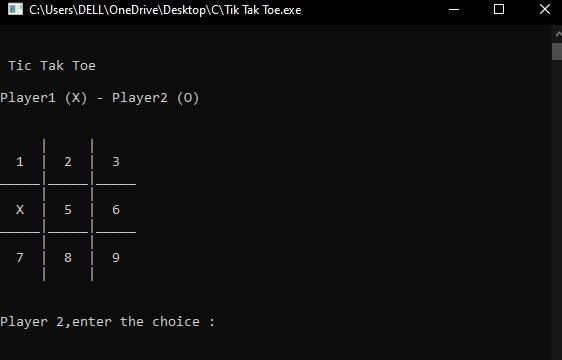 C:\Users\DELL\OneDrive\Desktop\C\Tik Tak Toe.exe
Tic Tak Toe
Player1 (X) - Player2 (O)
     |     |
  1  |  2  |  3
_____|_____|_____
     |     |
  X  |  5  |  6
_____|_____|_____
     |     |
  7  |  8  |  9
     |     |
Player 2,enter the choice :